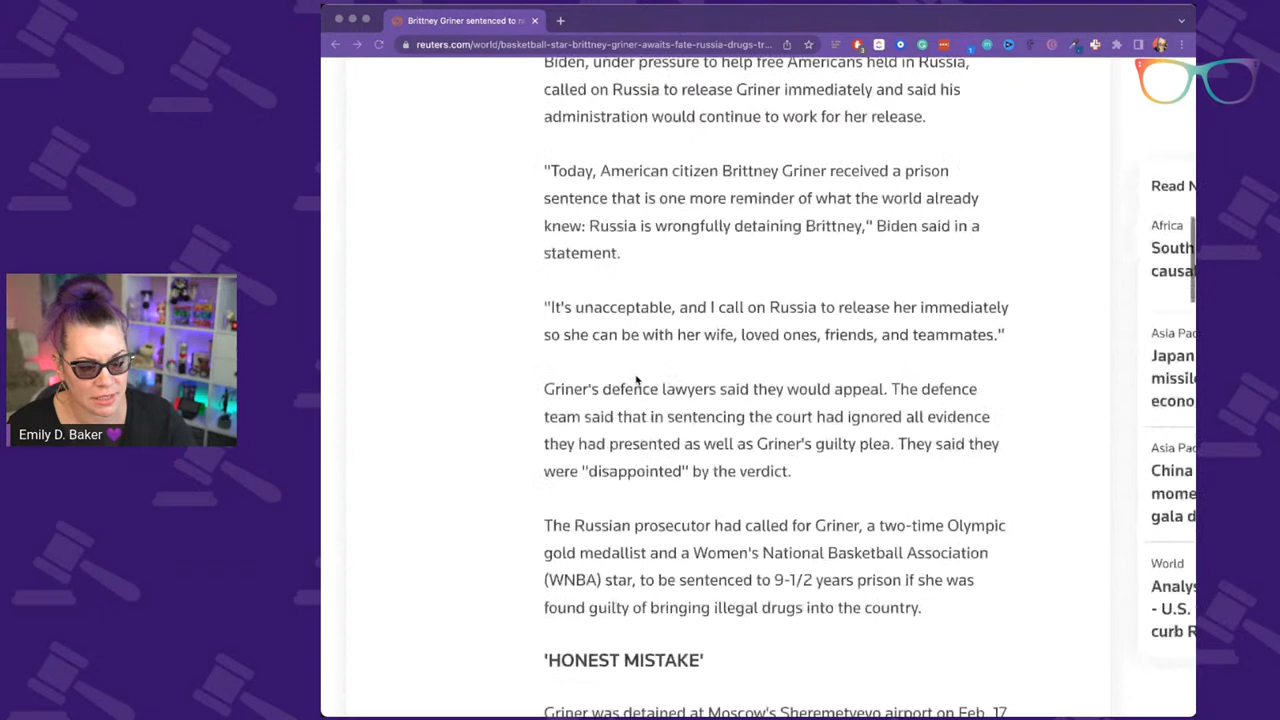 Brittney Griner sentenced to ni
reuters.com/world/basketball-star-brittney-griner-awaits-fate-russia-drugs-tr...
Biden, under pressure to help free Americans held in Russia,
called on Russia to release Griner immediately and said his
administration would continue to work for her release.
"Today, American citizen Brittney Griner received a prison
sentence that is one more reminder of what the world already
knew: Russia is wrongfully detaining Brittney," Biden said in a
statement.
"It's unacceptable, and I call on Russia to release her immediately
so she can be with her wife, loved ones, friends, and teammates."
Griner's defence lawyers said they would appeal. The defence
team said that in sentencing the court had ignored all evidence
they had presented as well as Griner's guilty plea. They said they
were "disappointed" by the verdict.
The Russian prosecutor had called for Griner, a two-time Olympic
gold medallist and a Women's National Basketball Association
(WNBA) star, to be sentenced to 9-1/2 years prison if she was
found guilty of bringing illegal drugs into the country.
'HONEST MISTAKE'
Griner was detained at Moscow's Sheremetyevo airport on Feb. 17
Read N
Africa
South
causa
Asia Pac
Japan
missil
econo
Asia Pac
China
mome
gala d
World
Analys
- U.S.
curb R
Emily D. Baker 💜